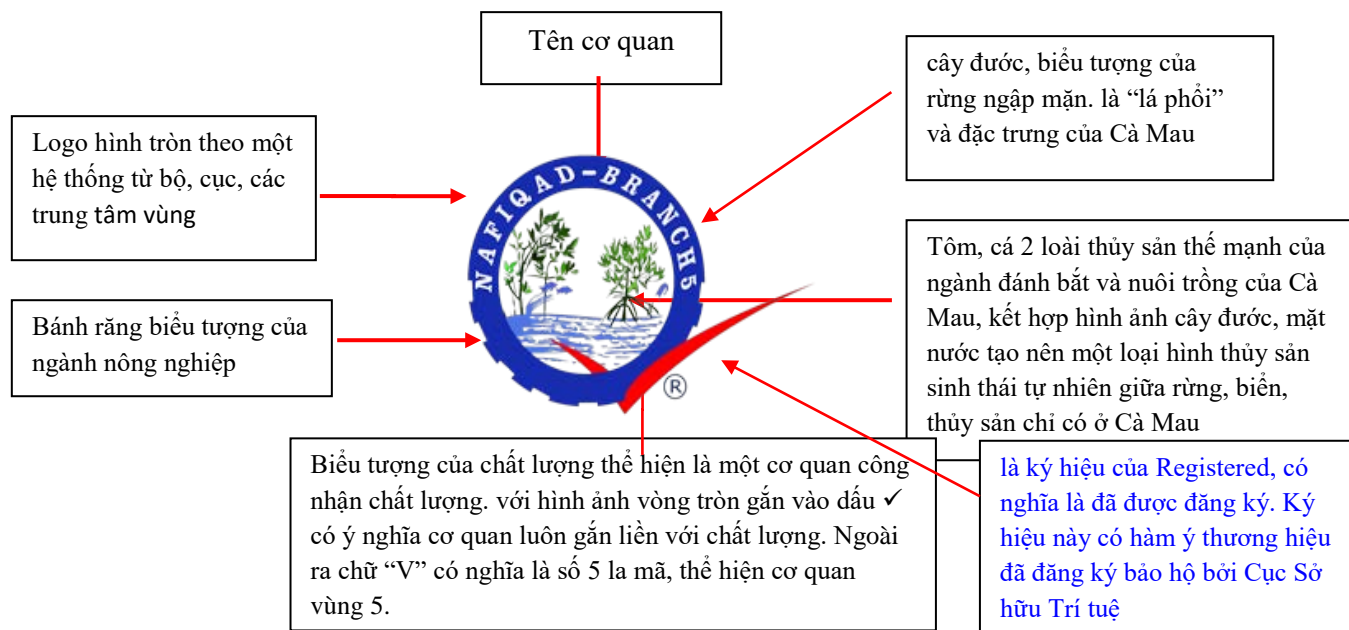 Tên cơ quan
cây đước, biểu tượng của
rừng ngập mặn. là “lá phổi”
và đặc trưng của Cà Mau
Logo hình tròn theo một
hệ thống từ bộ, cục, các
trung tâm vùng
NAFIQAD-BRANCH5
Tôm, cá 2 loài thủy sản thế mạnh của
ngành đánh bắt và nuôi trồng của Cà
Mau, kết hợp hình ảnh cây đước, mặt
nước tạo nên một loại hình thủy sản
sinh thái tự nhiên giữa rừng, biển,
thủy sản chỉ có ở Cà Mau
Bánh răng biểu tượng của
ngành nông nghiệp
®
Biểu tượng của chất lượng thể hiện là một cơ quan công
nhận chất lượng. với hình ảnh vòng tròn gắn vào dấu ✓
có ý nghĩa cơ quan luôn gắn liền với chất lượng. Ngoài
ra chữ “V” có nghĩa là số 5 la mã, thể hiện cơ quan
vùng 5.
là ký hiệu của Registered, có
nghĩa là đã được đăng ký. Ký
hiệu này có hàm ý thương hiệu
đã đăng ký bảo hộ bởi Cục Sở
hữu Trí tuệ